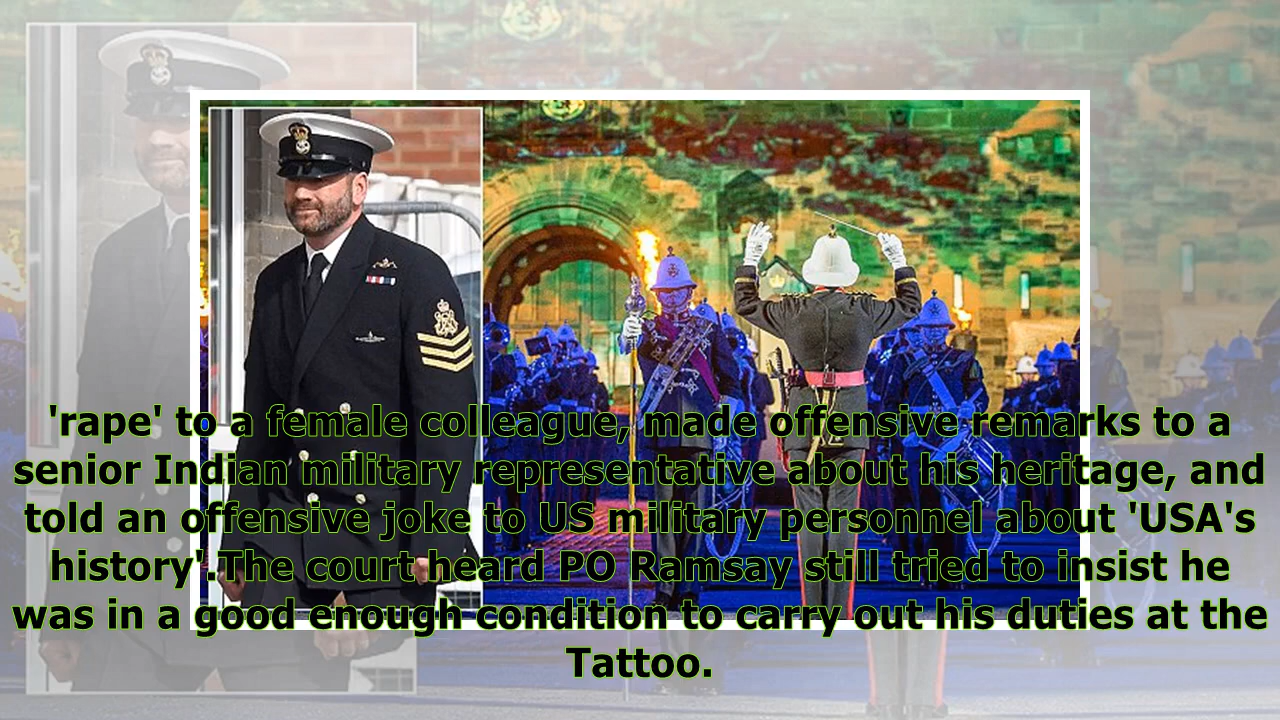 'rape' to a female colleague, made offensive remarks to a
senior Indian military representative about his heritage, and
told an offensive joke to US military personnel about 'USA's
history'.The court heard PO Ramsay still tried to insist he
was in a good enough condition to carry out his duties at the
Tattoo.